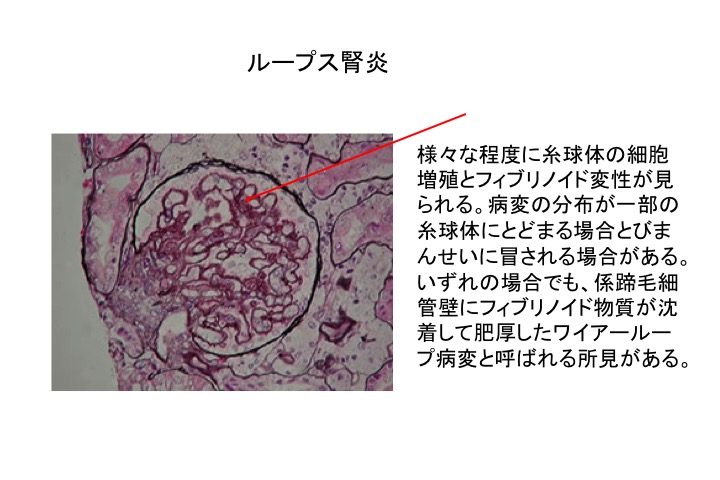 ループス腎炎
様々な程度に糸球体の細胞
増殖とフィブリノイド変性が見
られる。病変の分布が一部の
糸球体にとどまる場合とびま
んせいに冒される場合がある。
いずれの場合でも、係蹄毛細
管壁にフィブリノイド物質が沈
着して肥厚したワイアールー
プ病変と呼ばれる所見がある。